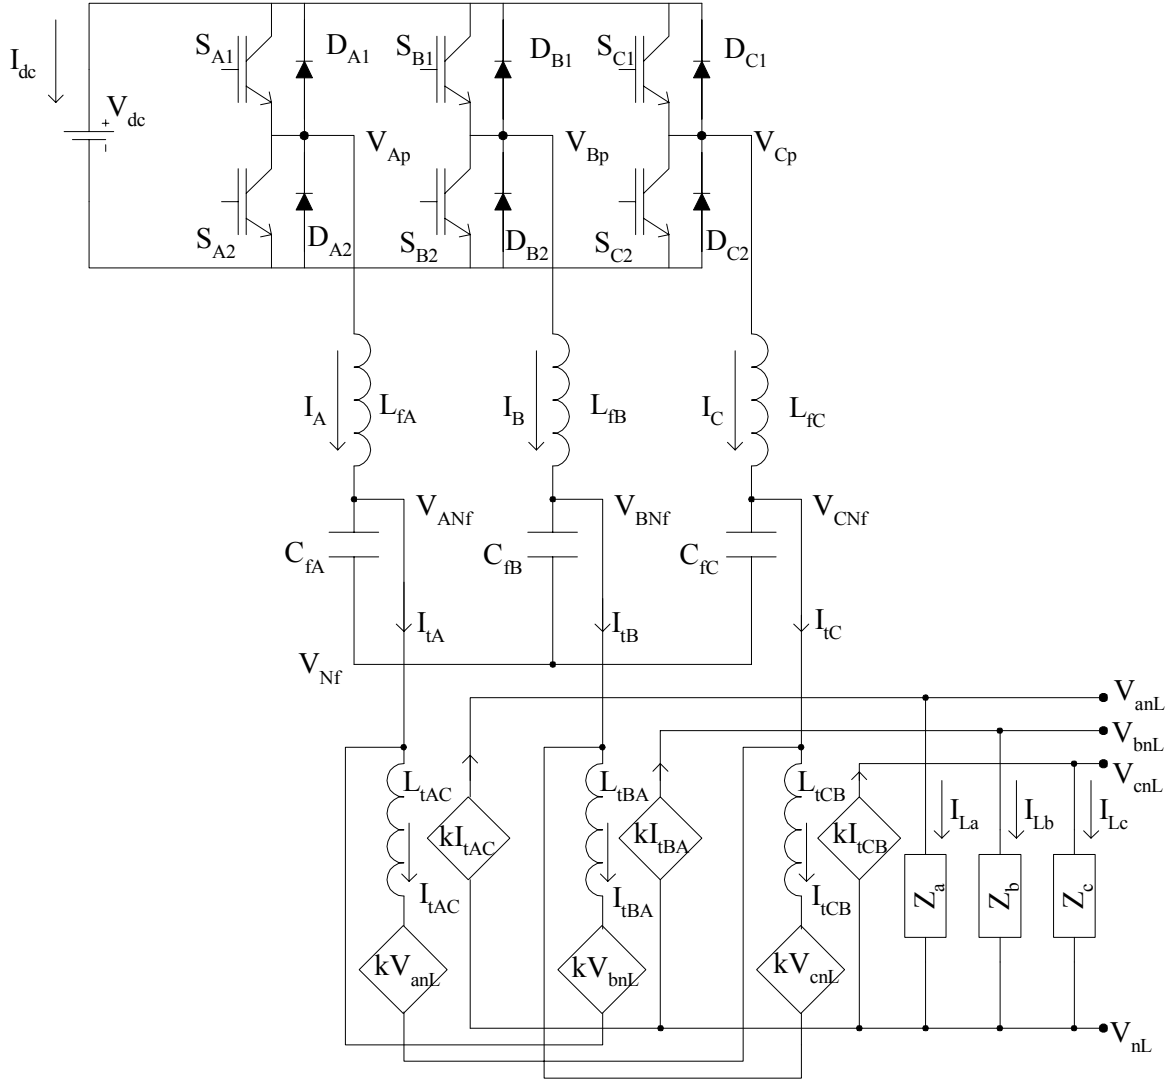 S_A1 D_A1 S_B1 D_B1 S_C1 D_C1
I_dc
V_dc
+
-
V_Ap V_Bp V_Cp
S_A2 D_A2 S_B2 D_B2 S_C2 D_C2
I_A L_fA I_B L_fB I_C L_fC
V_ANf V_BNf V_CNf
C_fA C_fB C_fC
I_tA I_tB I_tC
V_Nf
V_anL
V_bnL
V_cnL
L_tAC L_tBA L_tCB
I_La I_Lb I_Lc
kI_tAC kI_tBA kI_tCB
Z_a Z_b Z_c
I_tAC I_tBA I_tCB
kV_anL kV_bnL kV_cnL
V_nL